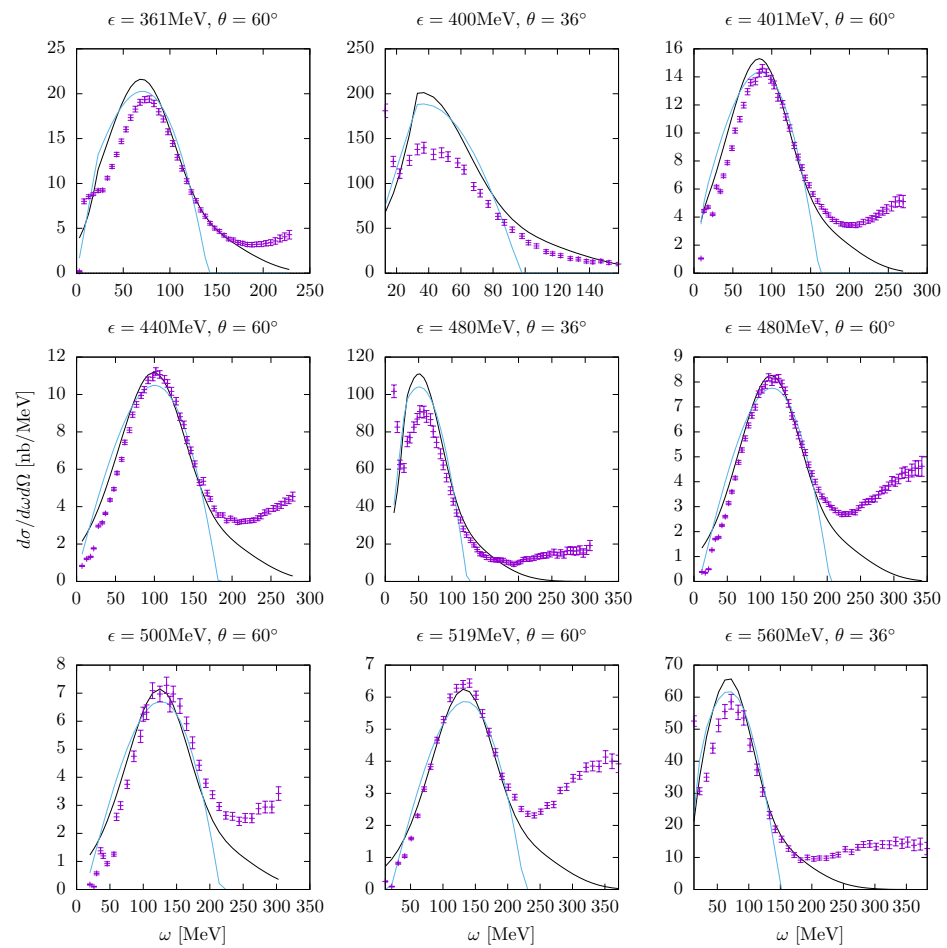 ϵ = 361MeV, θ = 60° ϵ = 400MeV, θ = 36° ϵ = 401MeV, θ = 60°
25 20 15 10 5 0
0 50 100 150 200 250
250 200 150 100 50 0
20 40 60 80 100 120 140
16 14 12 10 8 6 4 2 0
0 50 100 150 200 250 300
ϵ = 440MeV, θ = 60° ϵ = 480MeV, θ = 36° ϵ = 480MeV, θ = 60°
dσ/dωdΩ [nb/MeV]
12 10 8 6 4 2 0
0 50 100 150 200 250 300
140 120 100 80 60 40 20 0
0 50 100 150 200 250 300 350
9 8 7 6 5 4 3 2 1 0
0 50 100 150 200 250 300 350
ϵ = 500MeV, θ = 60° ϵ = 519MeV, θ = 60° ϵ = 560MeV, θ = 36°
8 7 6 5 4 3 2 1 0
0 50 100 150 200 250 300 350
7 6 5 4 3 2 1 0
50 100 150 200 250 300 350
70 60 50 40 30 20 10 0
50 100 150 200 250 300 350
ω [MeV] ω [MeV] ω [MeV]